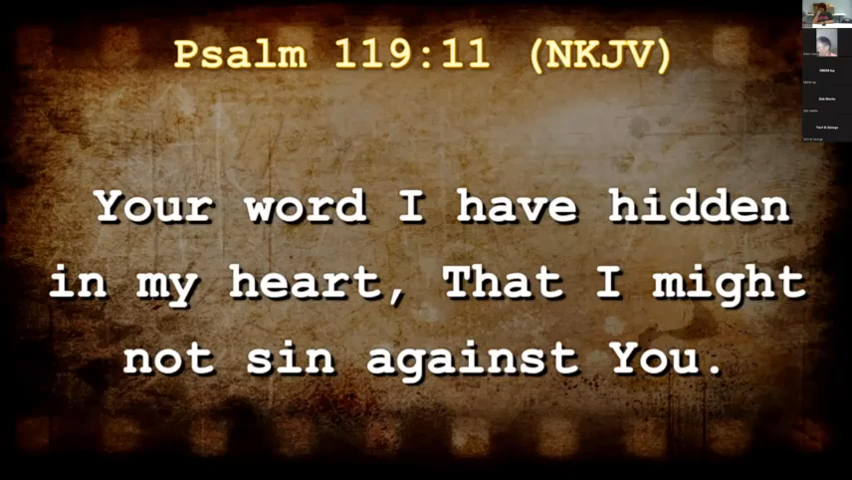 Psalm 119:11 (NKJV)
Your word I have hidden
in my heart, That I might
not sin against You.